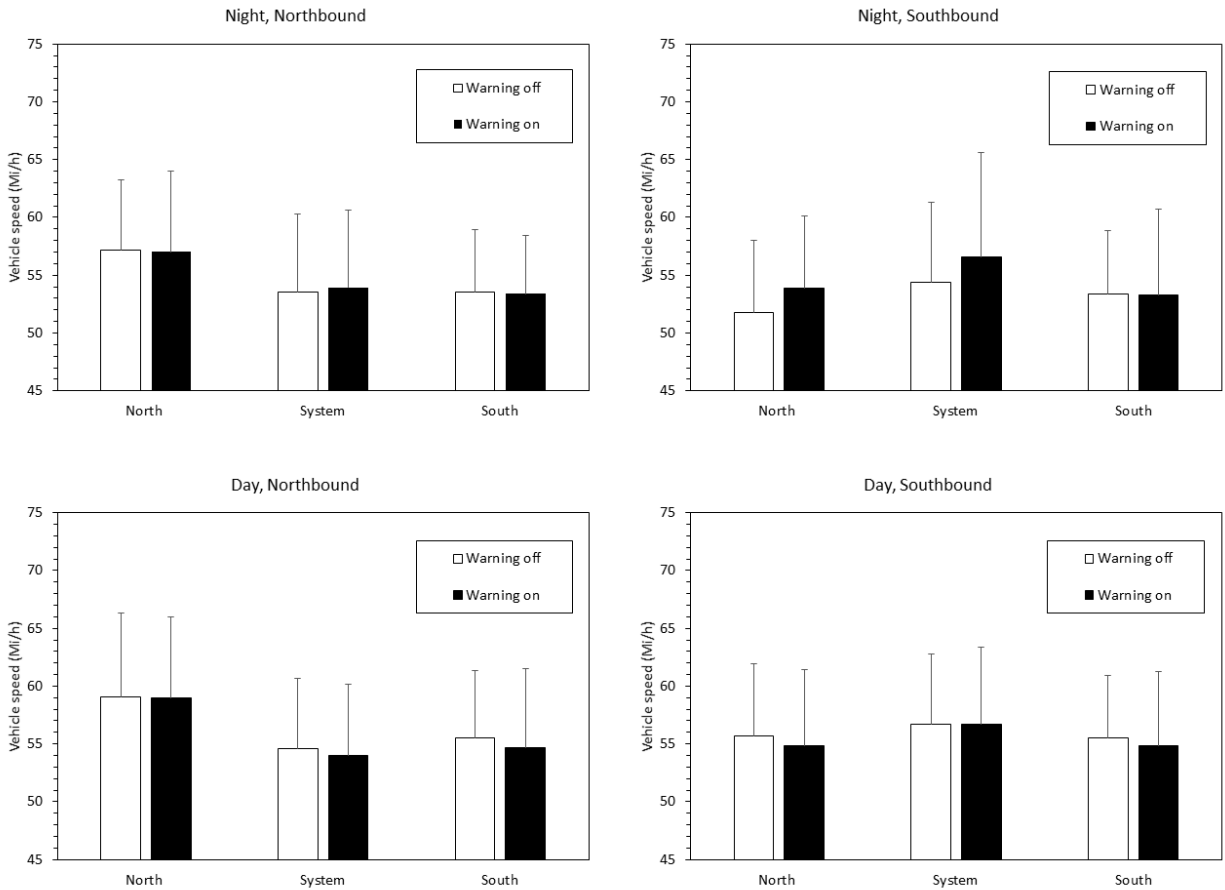 Night, Northbound
Vehicle speed (Mi/h)
75
70
65
60
55
50
45
Warning off
Warning on
North System South
Night, Southbound
Vehicle speed (Mi/h)
75
70
65
60
55
50
45
Warning off
Warning on
North System South
Day, Northbound
Vehicle speed (Mi/h)
75
70
65
60
55
50
45
Warning off
Warning on
North System South
Day, Southbound
Vehicle speed (Mi/h)
75
70
65
60
55
50
45
Warning off
Warning on
North System South